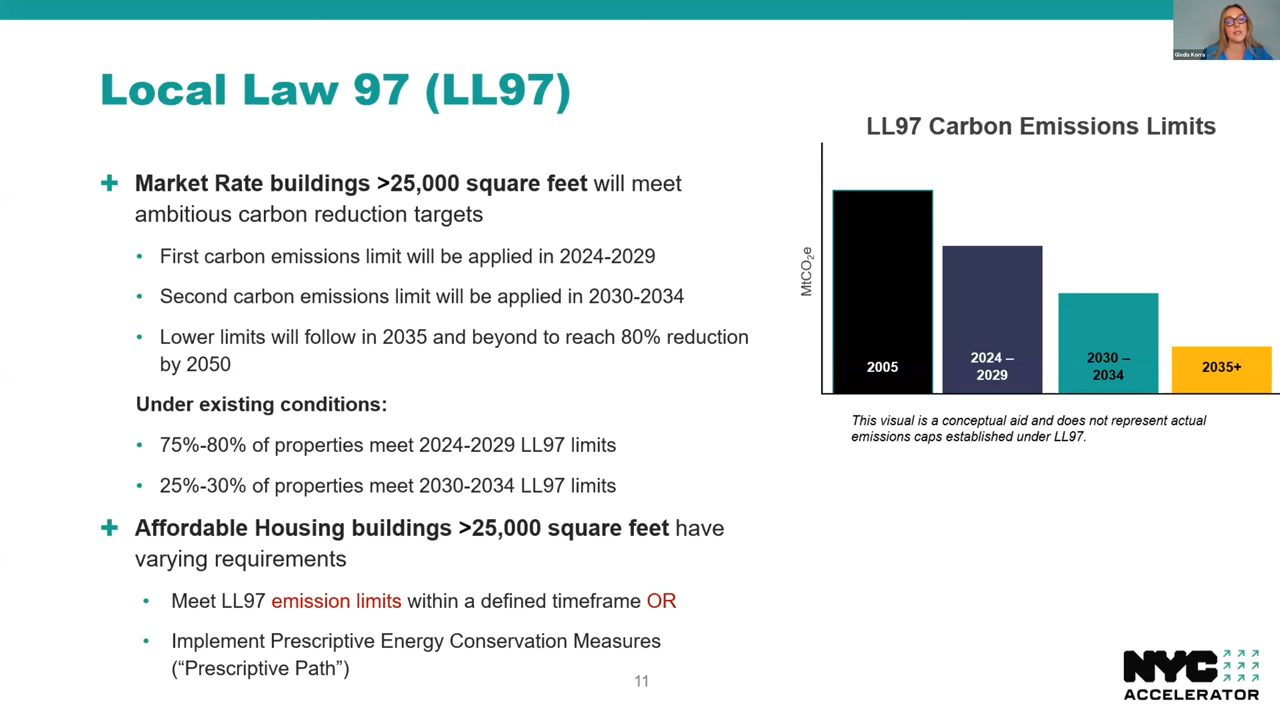 Gledis Korra
Local Law 97 (LL97)
Market Rate buildings >25,000 square feet will meet
ambitious carbon reduction targets
First carbon emissions limit will be applied in 2024-2029
Second carbon emissions limit will be applied in 2030-2034
Lower limits will follow in 2035 and beyond to reach 80% reduction
by 2050
Under existing conditions:
75%-80% of properties meet 2024-2029 LL97 limits
25%-30% of properties meet 2030-2034 LL97 limits
Affordable Housing buildings >25,000 square feet have
varying requirements
Meet LL97 emission limits within a defined timeframe OR
Implement Prescriptive Energy Conservation Measures
(“Prescriptive Path”)
LL97 Carbon Emissions Limits
MtCO₂e
2005
2024 –
2029
2030 –
2034
2035+
This visual is a conceptual aid and does not represent actual
emissions caps established under LL97.
11
NYC
ACCELERATOR